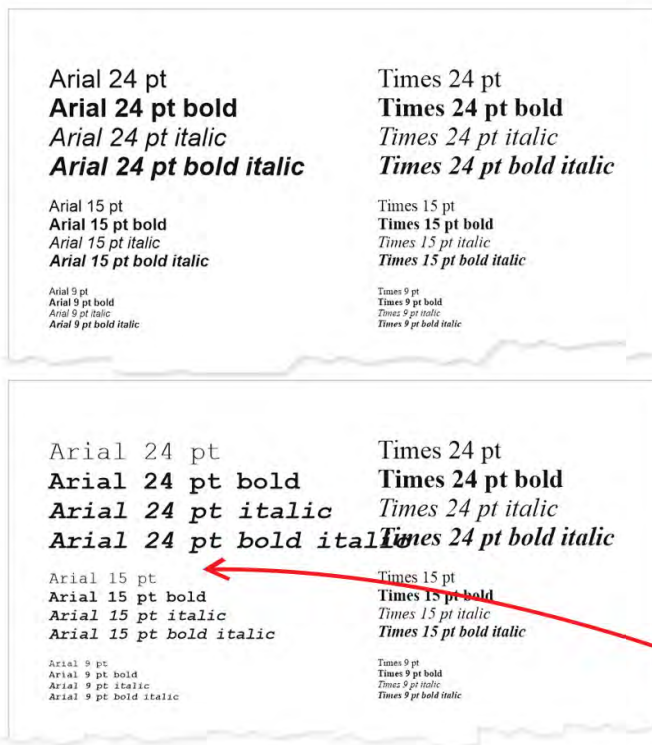 Arial 24 pt
Arial 24 pt bold
Arial 24 pt italic
Arial 24 pt bold italic
Arial 15 pt
Arial 15 pt bold
Arial 15 pt italic
Arial 15 pt bold italic
Arial 9 pt
Arial 9 pt bold
Arial 9 pt italic
Arial 9 pt bold italic
Times 24 pt
Times 24 pt bold
Times 24 pt italic
Times 24 pt bold italic
Times 15 pt
Times 15 pt bold
Times 15 pt italic
Times 15 pt bold italic
Times 9 pt
Times 9 pt bold
Times 9 pt italic
Times 9 pt bold italic
Arial 24 pt
Arial 24 pt bold
Arial 24 pt italic
Arial 24 pt bold italic
Arial 15 pt
Arial 15 pt bold
Arial 15 pt italic
Arial 15 pt bold italic
Arial 9 pt
Arial 9 pt bold
Arial 9 pt italic
Arial 9 pt bold italic
Times 24 pt
Times 24 pt bold
Times 24 pt italic
Times 24 pt bold italic
Times 15 pt
Times 15 pt bold
Times 15 pt italic
Times 15 pt bold italic
Times 9 pt
Times 9 pt bold
Times 9 pt italic
Times 9 pt bold italic